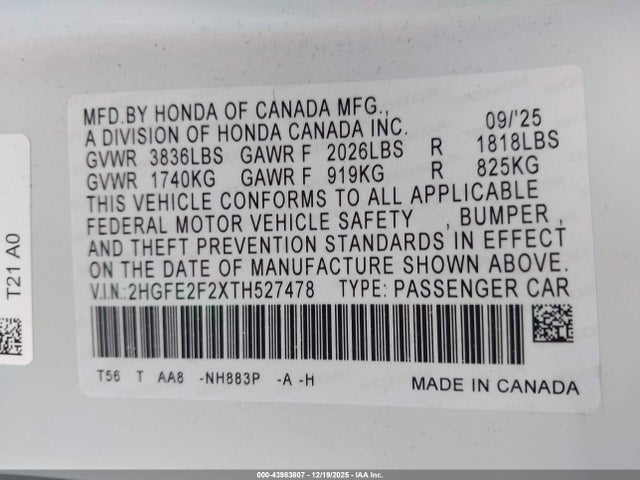 MFD.BY HONDA OF CANADA MFG.,
A DIVISION OF HONDA CANADA INC. 09/'25
GVWR 3836LBS GAWR F 2026LBS R 1818LBS
GVWR 1740KG GAWR F 919KG R 825KG
THIS VEHICLE CONFORMS TO ALL APPLICABLE
FEDERAL MOTOR VEHICLE SAFETY , BUMPER ,
AND THEFT PREVENTION STANDARDS IN EFFECT
ON THE DATE OF MANUFACTURE SHOWN ABOVE.
V.I.N.:2HGFE2F2XTH527478 TYPE: PASSENGER CAR
T56 T AA8 -NH883P -A -H
MADE IN CANADA
T21 A0
000-43983807 - 12/19/2025 - IAA, Inc.